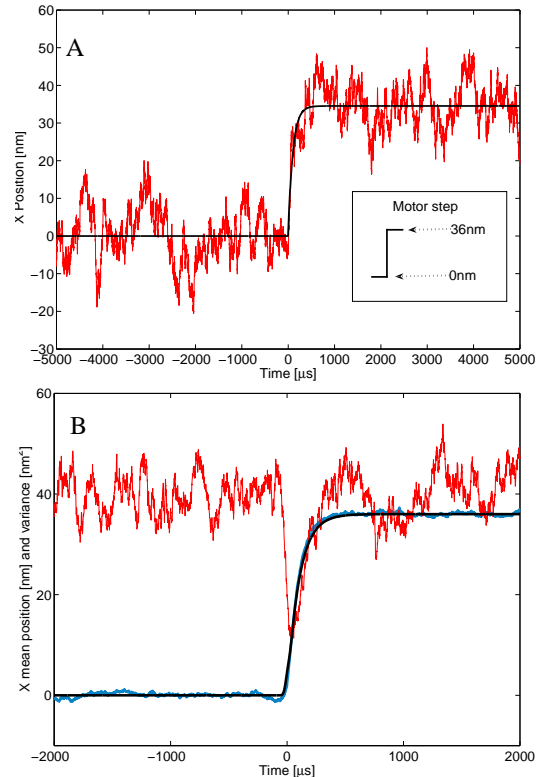 60
A
50
40
30
20
10
0
−10
−20
−30
X Position [nm]
Motor step
36nm
0nm
−5000 −4000 −3000 −2000 −1000 0 1000 2000 3000 4000 5000
Time [μs]
60
B
40
20
0
X mean position [nm] and variance [nm²]
−2000 −1000 0 1000 2000
Time [μs]